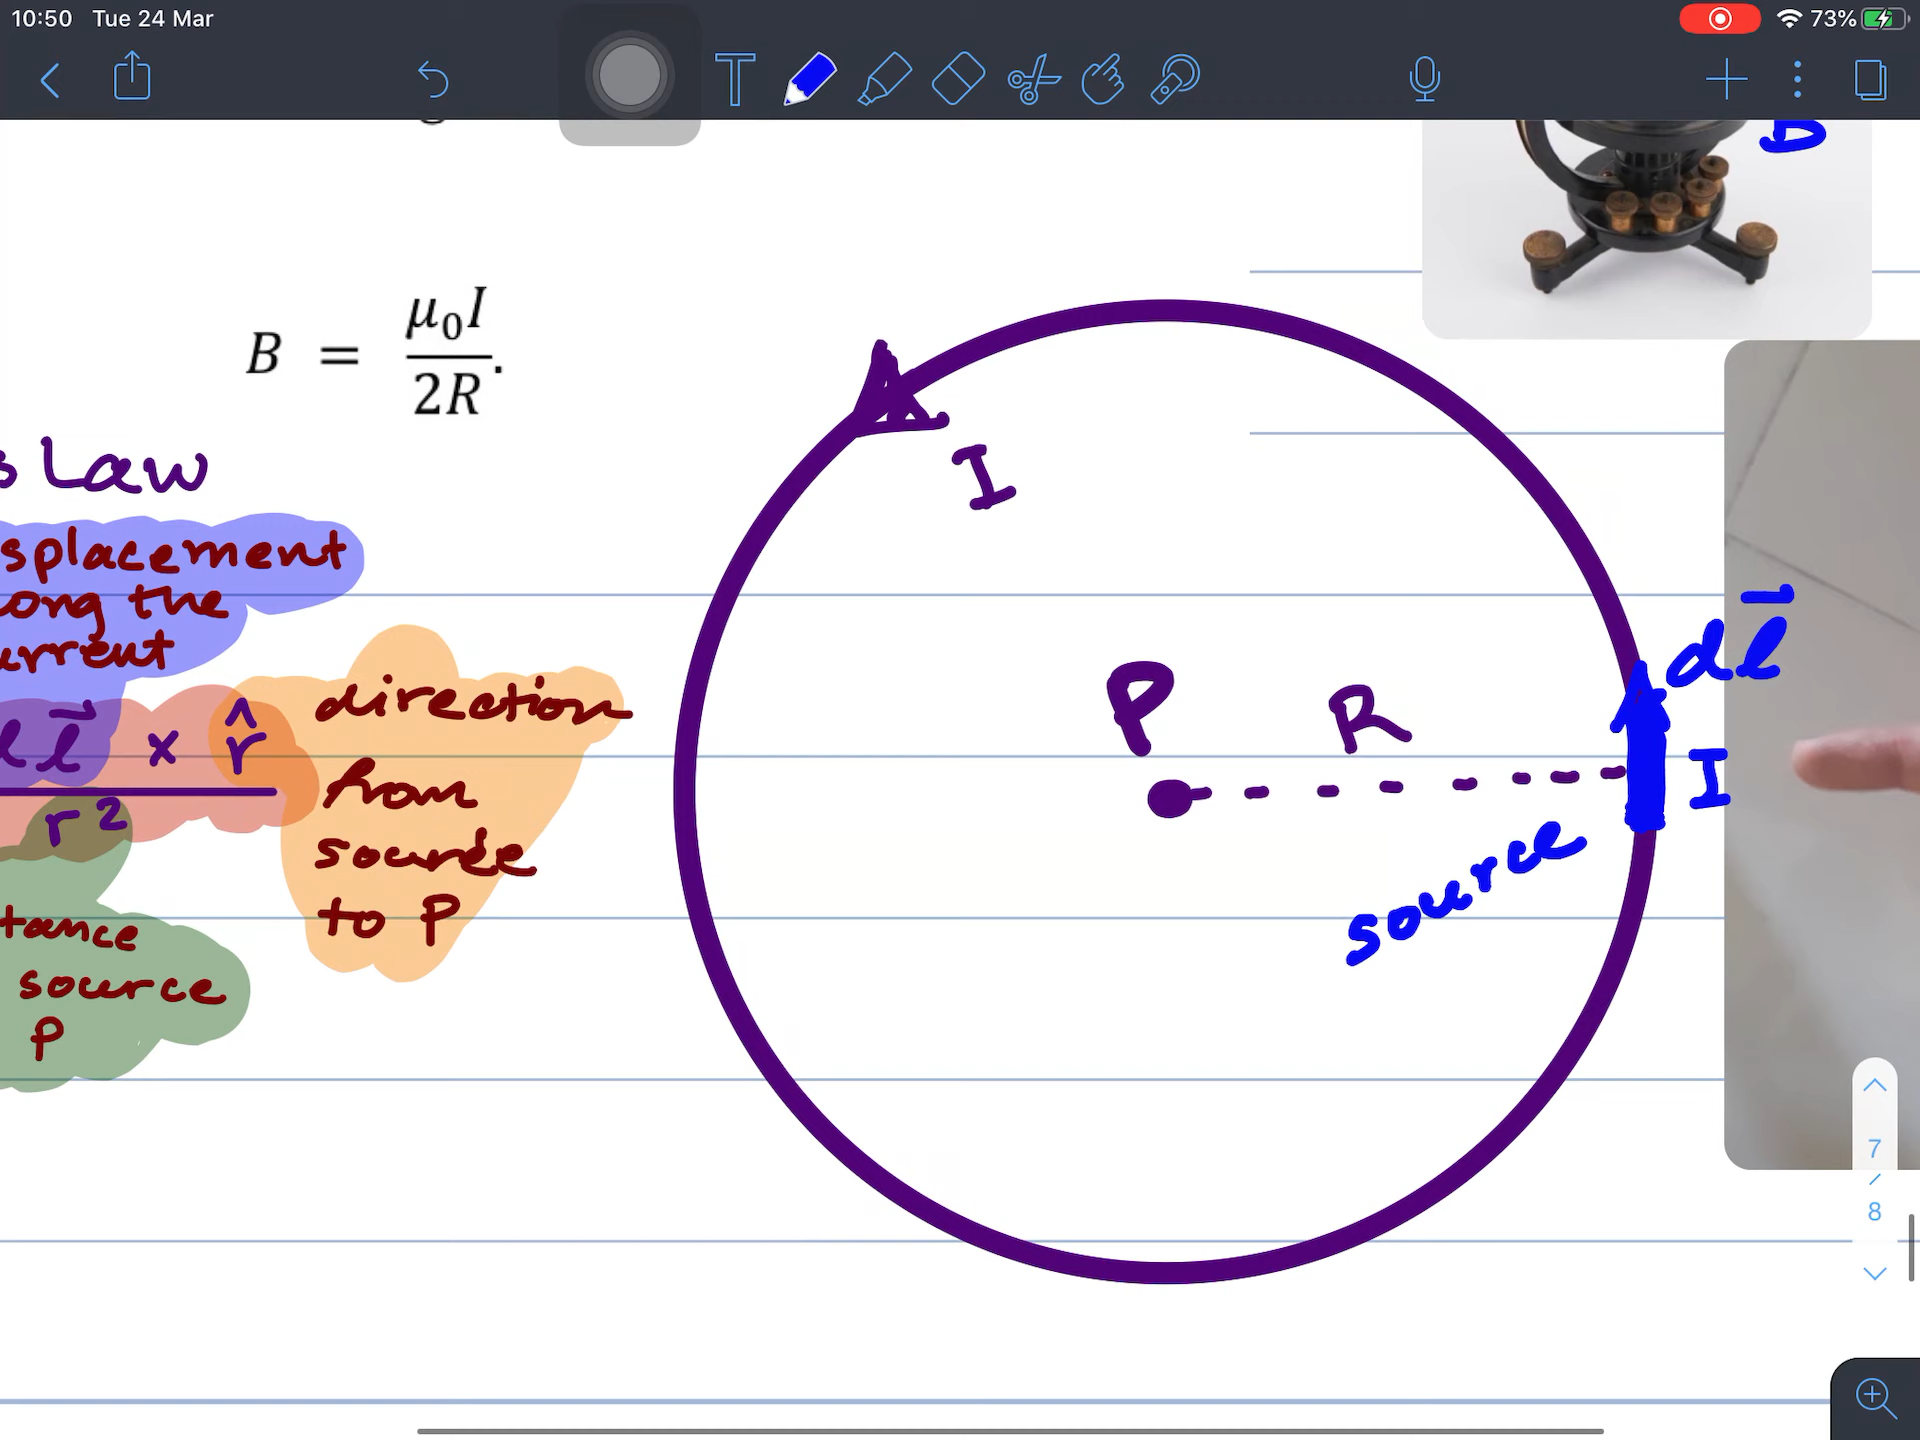 10:50 Tue 24 Mar
73%
B = μ₀I / 2R.
I
s Law
splacement
ong the
urrent
dl⃗ × r̂
r²
direction
from
source
to P
tance
source
P
P
R
dl⃗
I
source
7
/
8